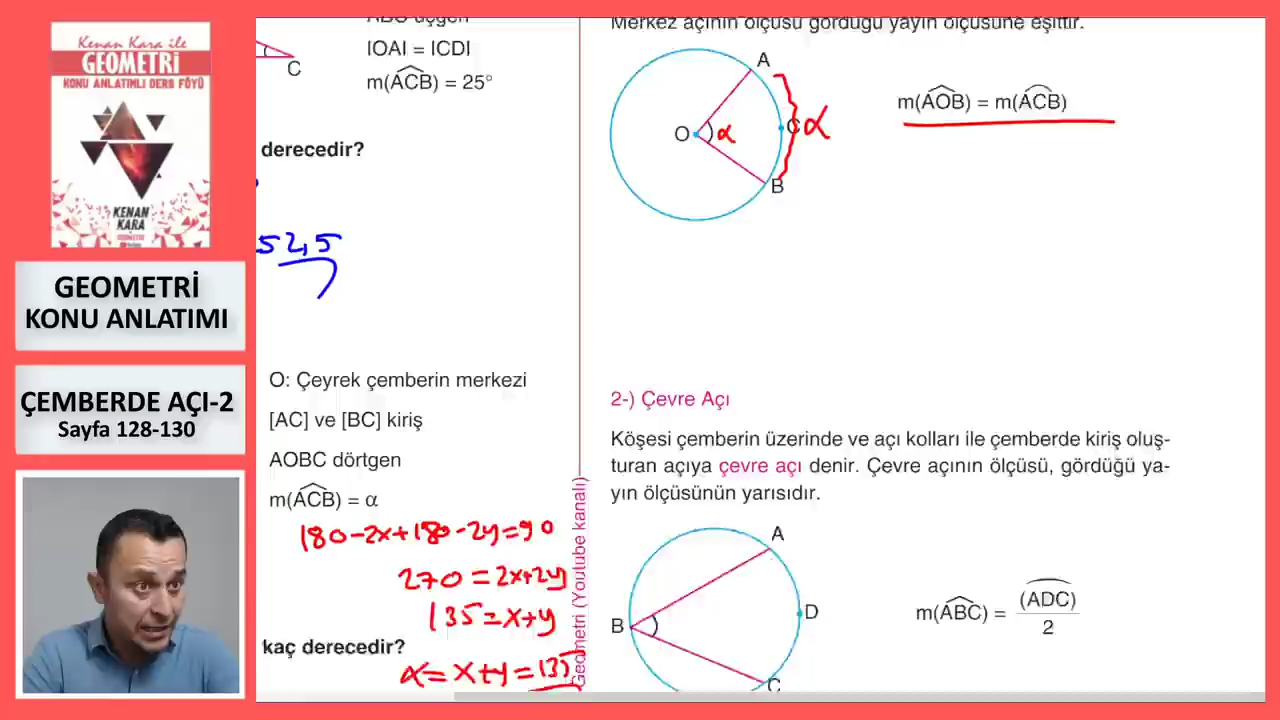 Kenan Kara ile
GEOMETRİ
KONU ANLATIMLI DERS FÖYÜ
KENAN
KARA
GEOMETRİ
KONU ANLATIMI
ÇEMBERDE AÇI-2
Sayfa 128-130
ABC üçgen
IOAI = ICDI
m(ACB) = 25°
C
derecedir?
52,5
O: Çeyrek çemberin merkezi
[AC] ve [BC] kiriş
AOBC dörtgen
m(ACB) = α
180-2x+180-2y=90
270=2x+2y
135=x+y
kaç derecedir?
α=x+y=135
Geometri (Youtube kanalı)
Merkez açının ölçüsü gördüğü yayın ölçüsüne eşittir.
A
O
α
C
α
B
m(AOB) = m(ACB)
2-) Çevre Açı
Köşesi çemberin üzerinde ve açı kolları ile çemberde kiriş oluş-
turan açıya çevre açı denir. Çevre açının ölçüsü, gördüğü ya-
yın ölçüsünün yarısıdır.
A
B
D
C
m(ABC) = (ADC)
2